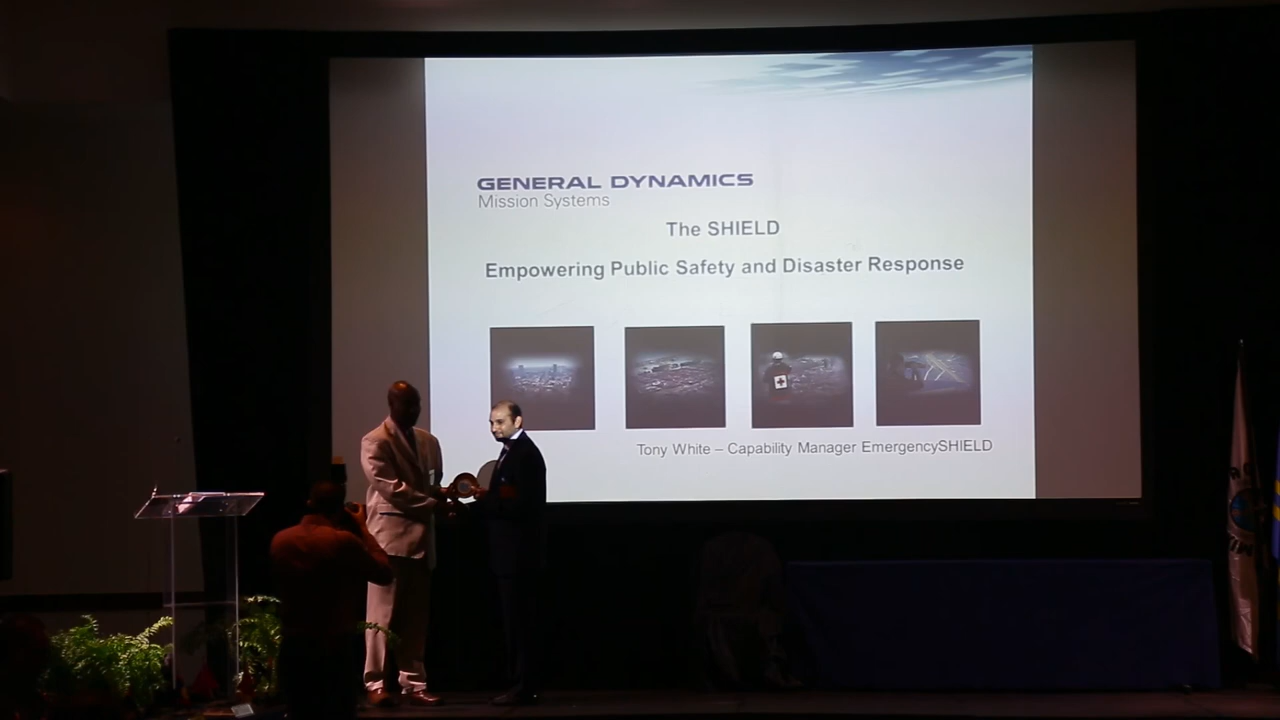 GENERAL DYNAMICS
Mission Systems
The SHIELD
Empowering Public Safety and Disaster Response
Tony White – Capability Manager EmergencySHIELD